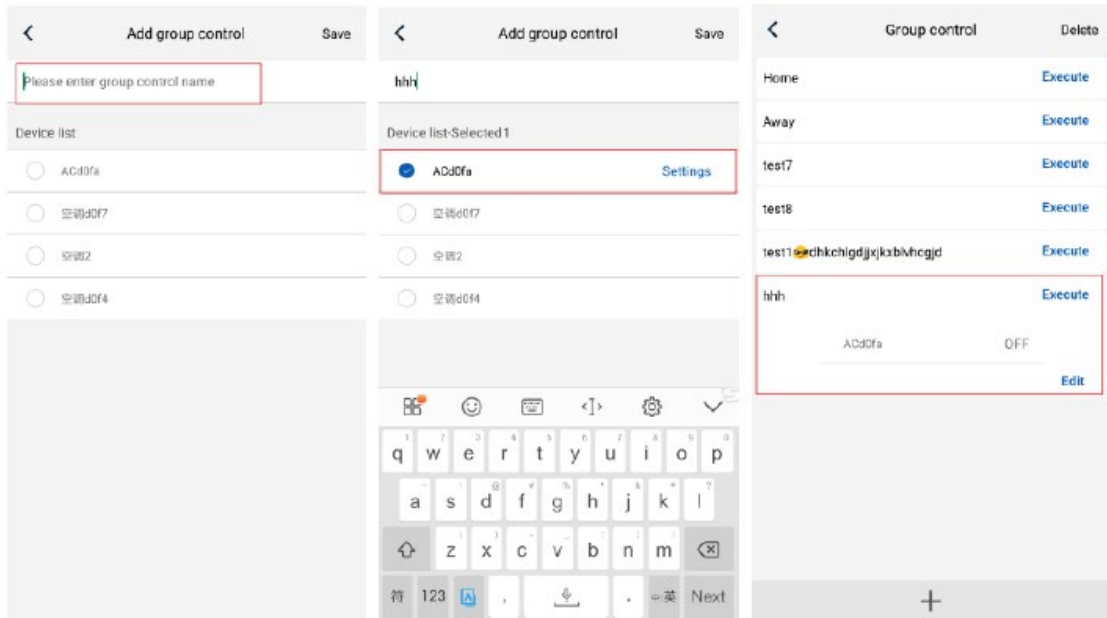 Add group control
Save
Please enter group control name
Device list
ACd0fa
空调d0f7
空调2
空调d0f4
Add group control
Save
hhh
Device list-Selected1
ACd0fa
Settings
空调d0f7
空调2
空调d0f4
q w e r t y u i o p
a s d f g h j k l
z x c v b n m
符 123 , . 中/英 Next
Group control
Delete
Home
Execute
Away
Execute
test7
Execute
test8
Execute
test1😎dhkchlgdjjxjkxblvhcgjd
Execute
hhh
Execute
ACd0fa
OFF
Edit
+